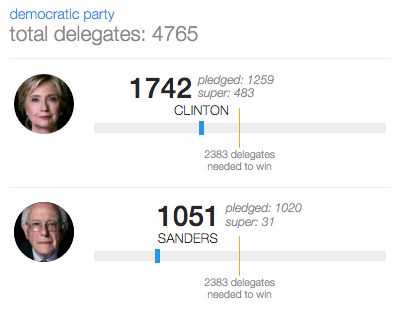 democratic party
total delegates: 4765
1742 pledged: 1259
super: 483
CLINTON
2383 delegates
needed to win
1051 pledged: 1020
super: 31
SANDERS
2383 delegates
needed to win